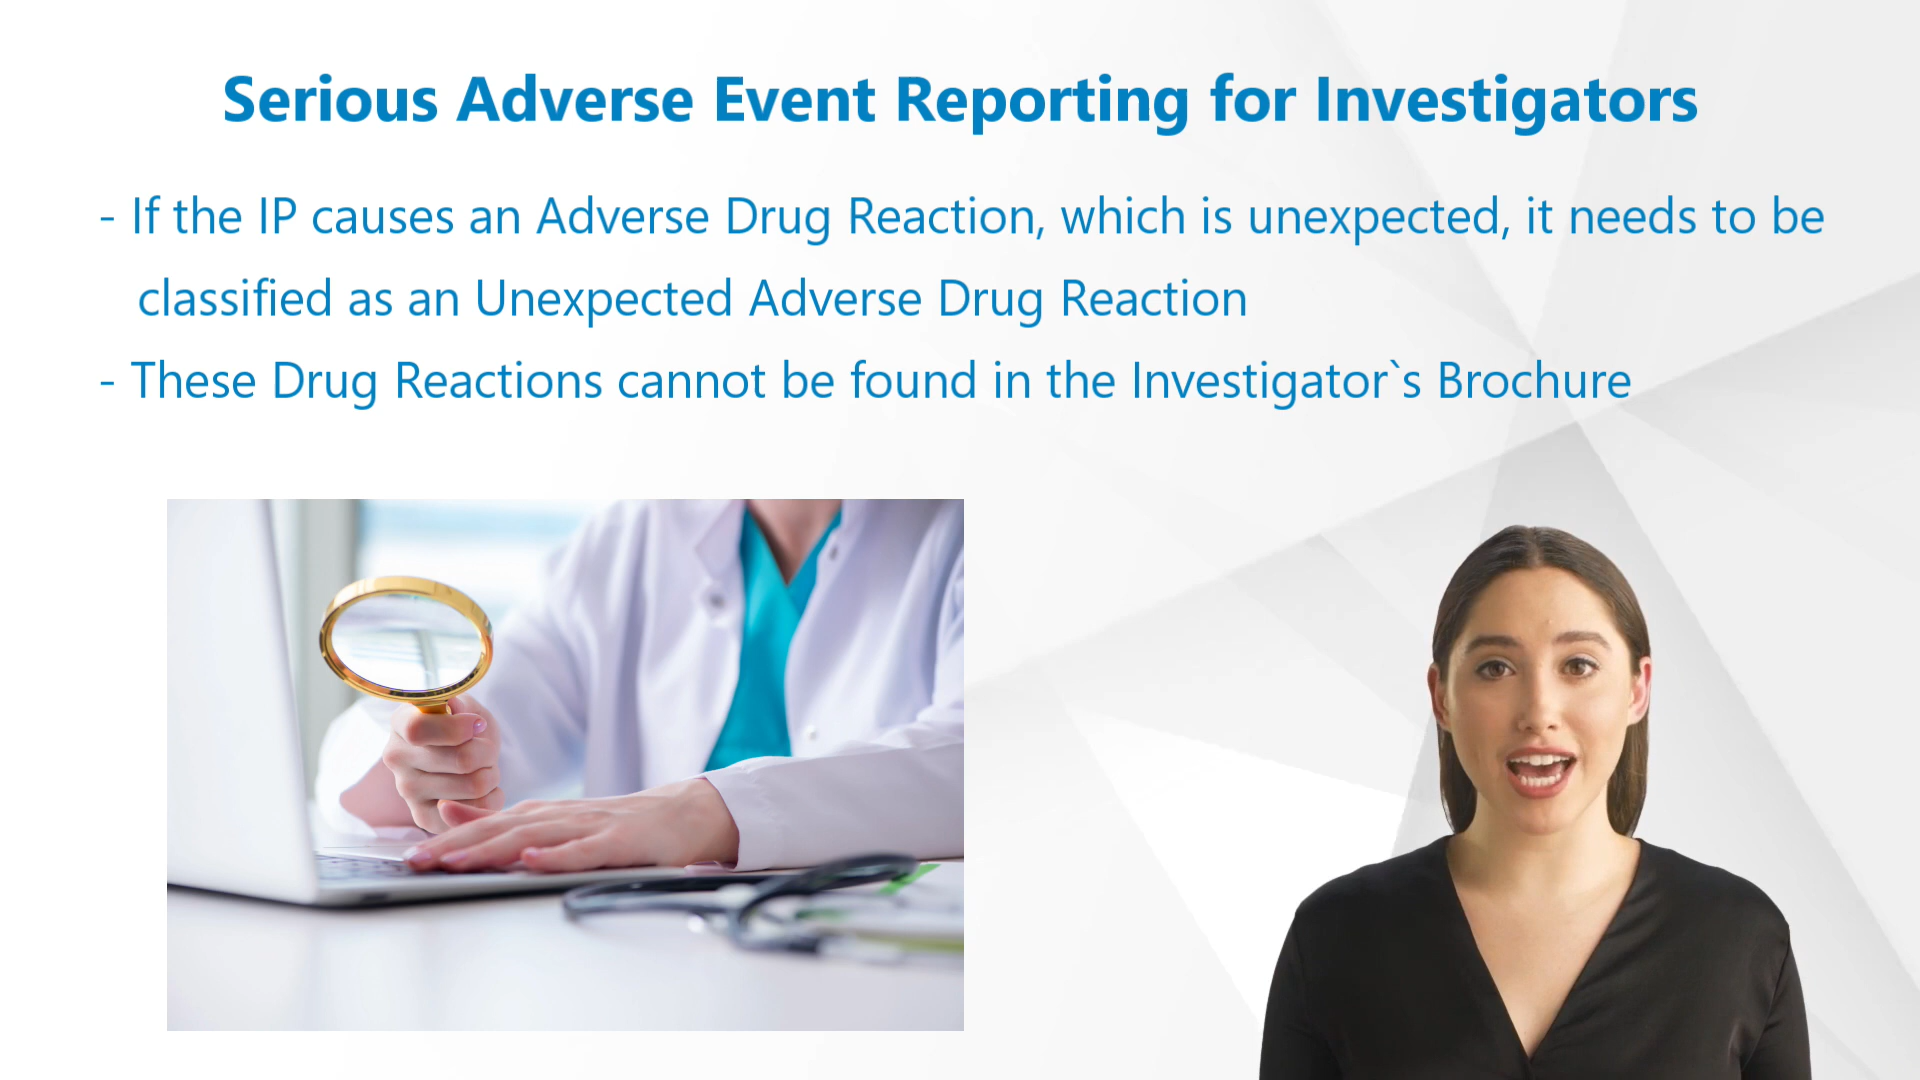 Serious Adverse Event Reporting for Investigators
- If the IP causes an Adverse Drug Reaction, which is unexpected, it needs to be
classified as an Unexpected Adverse Drug Reaction
- These Drug Reactions cannot be found in the Investigator`s Brochure